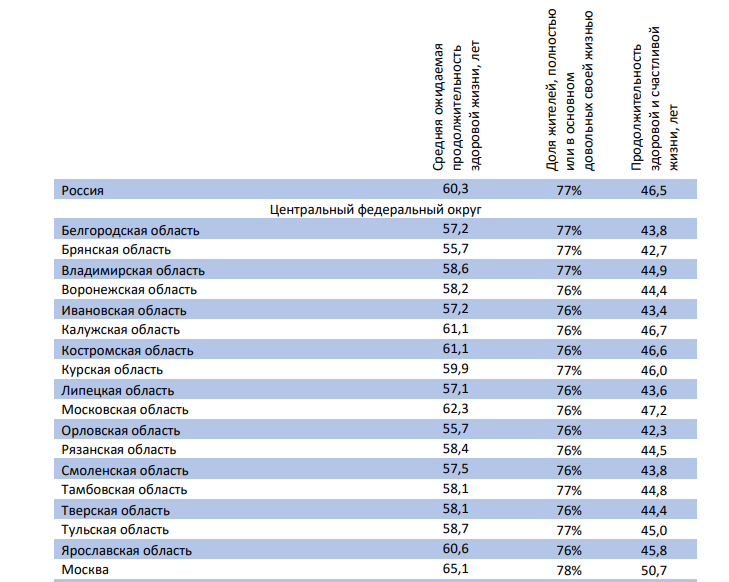 Средняя ожидаемая
продолжительность
здоровой жизни, лет
Доля жителей, полностью
или в основном
довольных своей жизнью
Продолжительность
здоровой и счастливой
жизни, лет
Россия 60,3 77% 46,5
Центральный федеральный округ
Белгородская область 57,2 77% 43,8
Брянская область 55,7 77% 42,7
Владимирская область 58,6 77% 44,9
Воронежская область 58,2 76% 44,4
Ивановская область 57,2 76% 43,4
Калужская область 61,1 76% 46,7
Костромская область 61,1 76% 46,6
Курская область 59,9 77% 46,0
Липецкая область 57,1 76% 43,6
Московская область 62,3 76% 47,2
Орловская область 55,7 76% 42,3
Рязанская область 58,4 76% 44,5
Смоленская область 57,5 76% 43,8
Тамбовская область 58,1 77% 44,8
Тверская область 58,1 76% 44,4
Тульская область 58,7 77% 45,0
Ярославская область 60,6 76% 45,8
Москва 65,1 78% 50,7